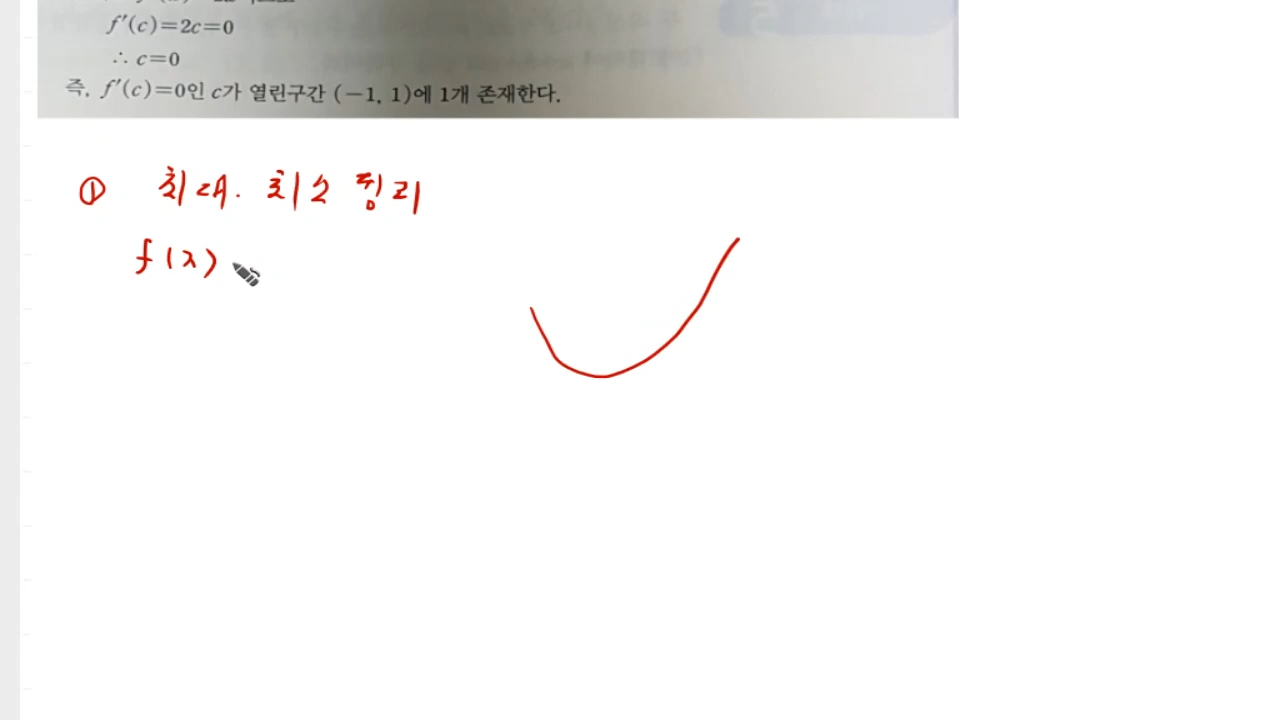 f′(c)=2c=0
∴ c=0
즉, f′(c)=0인 c가 열린구간 (−1, 1)에 1개 존재한다.
① 최대. 최소 정리
f(x)